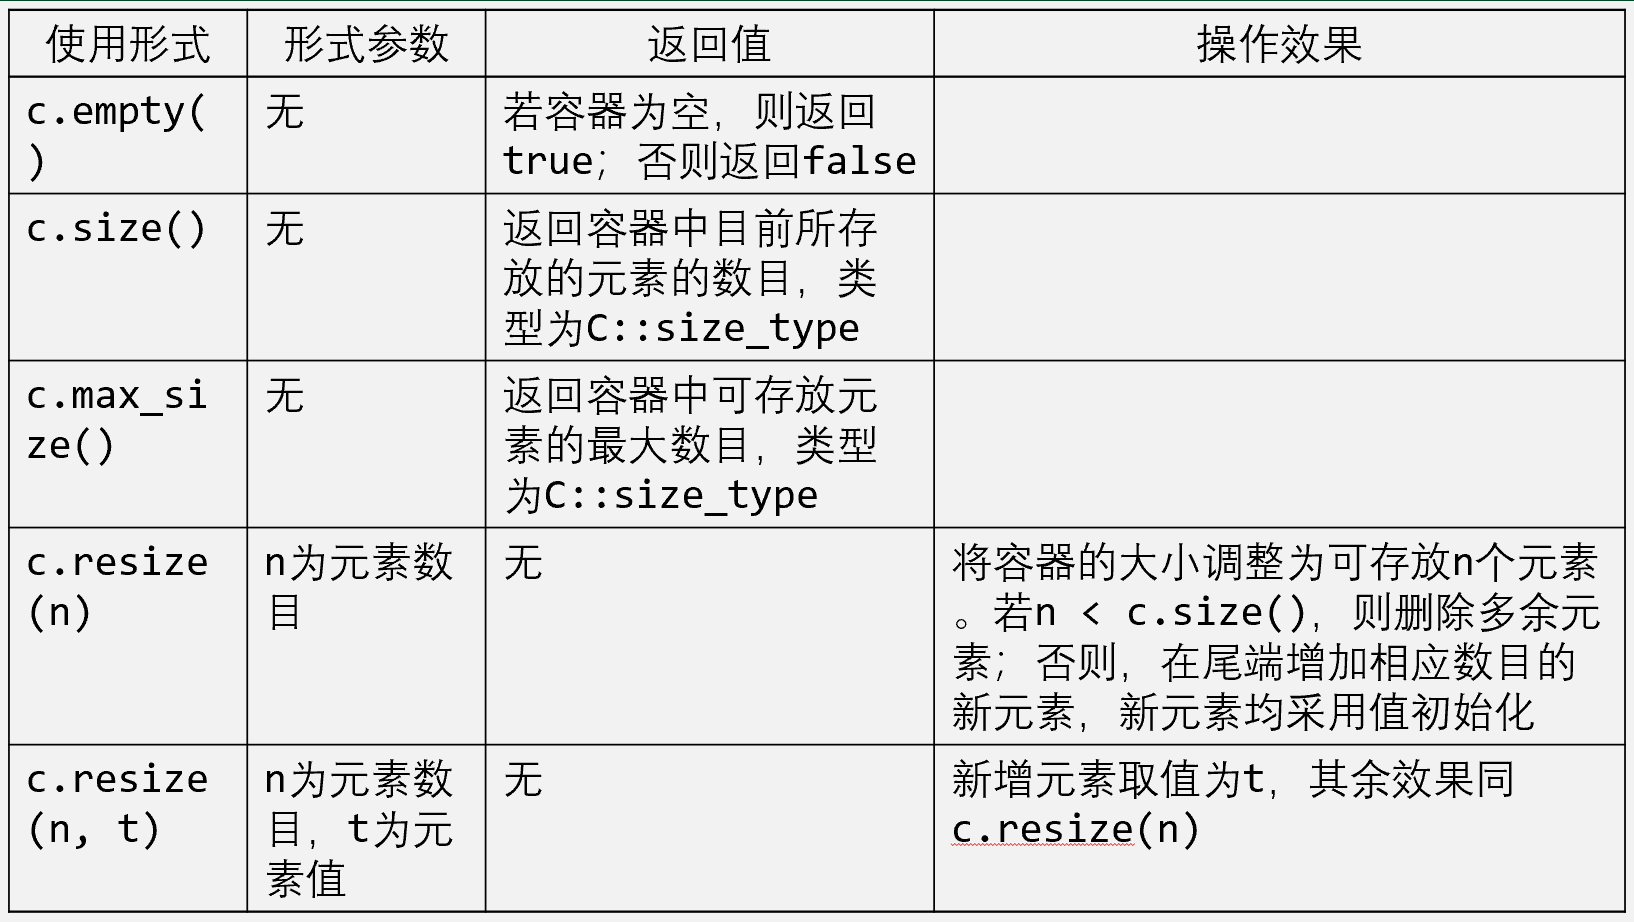 使用形式
形式参数
返回值
操作效果
c.empty(
)
无
若容器为空，则返回
true；否则返回false
c.size()
无
返回容器中目前所存
放的元素的数目，类
型为C::size_type
c.max_si
ze()
无
返回容器中可存放元
素的最大数目，类型
为C::size_type
c.resize
(n)
n为元素数
目
无
将容器的大小调整为可存放n个元素
。若n < c.size()，则删除多余元
素；否则，在尾端增加相应数目的
新元素，新元素均采用值初始化
c.resize
(n, t)
n为元素数
目，t为元
素值
无
新增元素取值为t，其余效果同
c.resize(n)